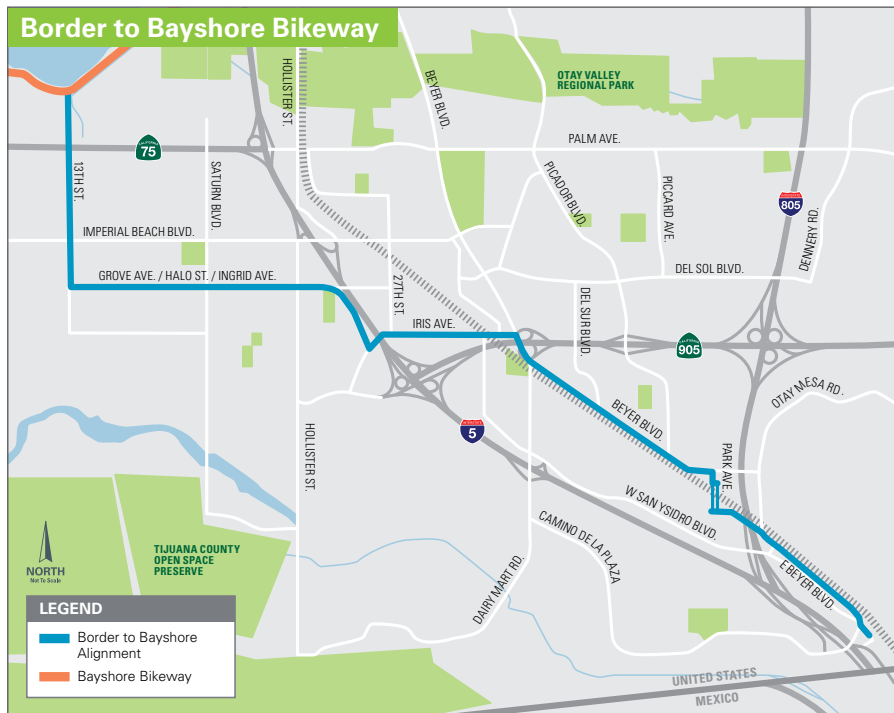 Border to Bayshore Bikeway
HOLLISTER ST.
BEYER BLVD.
OTAY VALLEY
REGIONAL PARK
CALIFORNIA
75
PALM AVE.
13TH ST.
SATURN BLVD.
PICADOR BLVD.
PICCARD AVE.
INTERSTATE
805
DENNERY RD.
IMPERIAL BEACH BLVD.
GROVE AVE. / HALO ST. / INGRID AVE.
27TH ST.
DEL SOL BLVD.
IRIS AVE.
DEL SUR BLVD.
CALIFORNIA
905
OTAY MESA RD.
HOLLISTER ST.
INTERSTATE
5
BEYER BLVD.
PARK AVE.
W SAN YSIDRO BLVD.
CAMINO DE LA PLAZA
DAIRY MART RD.
E BEYER BLVD.
NORTH
Not To Scale
TIJUANA COUNTY
OPEN SPACE
PRESERVE
LEGEND
Border to Bayshore
Alignment
Bayshore Bikeway
UNITED STATES
MEXICO